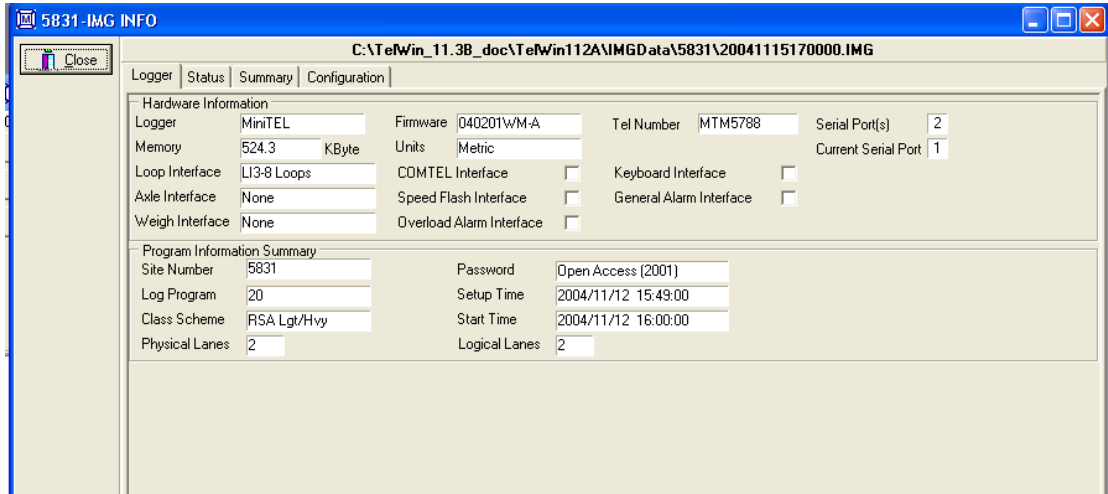 5831-IMG INFO
Close
C:\TelWin_11.3B_doc\TelWin112A\IMGData\5831\20041115170000.IMG
Logger Status Summary Configuration
Hardware Information
Logger MiniTEL Firmware 040201WM-A Tel Number MTM5788 Serial Port(s) 2
Memory 524.3 KByte Units Metric Current Serial Port 1
Loop Interface LI3-8 Loops COMTEL Interface Keyboard Interface
Axle Interface None Speed Flash Interface General Alarm Interface
Weigh Interface None Overload Alarm Interface
Program Information Summary
Site Number 5831 Password Open Access (2001)
Log Program 20 Setup Time 2004/11/12 15:49:00
Class Scheme RSA Lgt/Hvy Start Time 2004/11/12 16:00:00
Physical Lanes 2 Logical Lanes 2